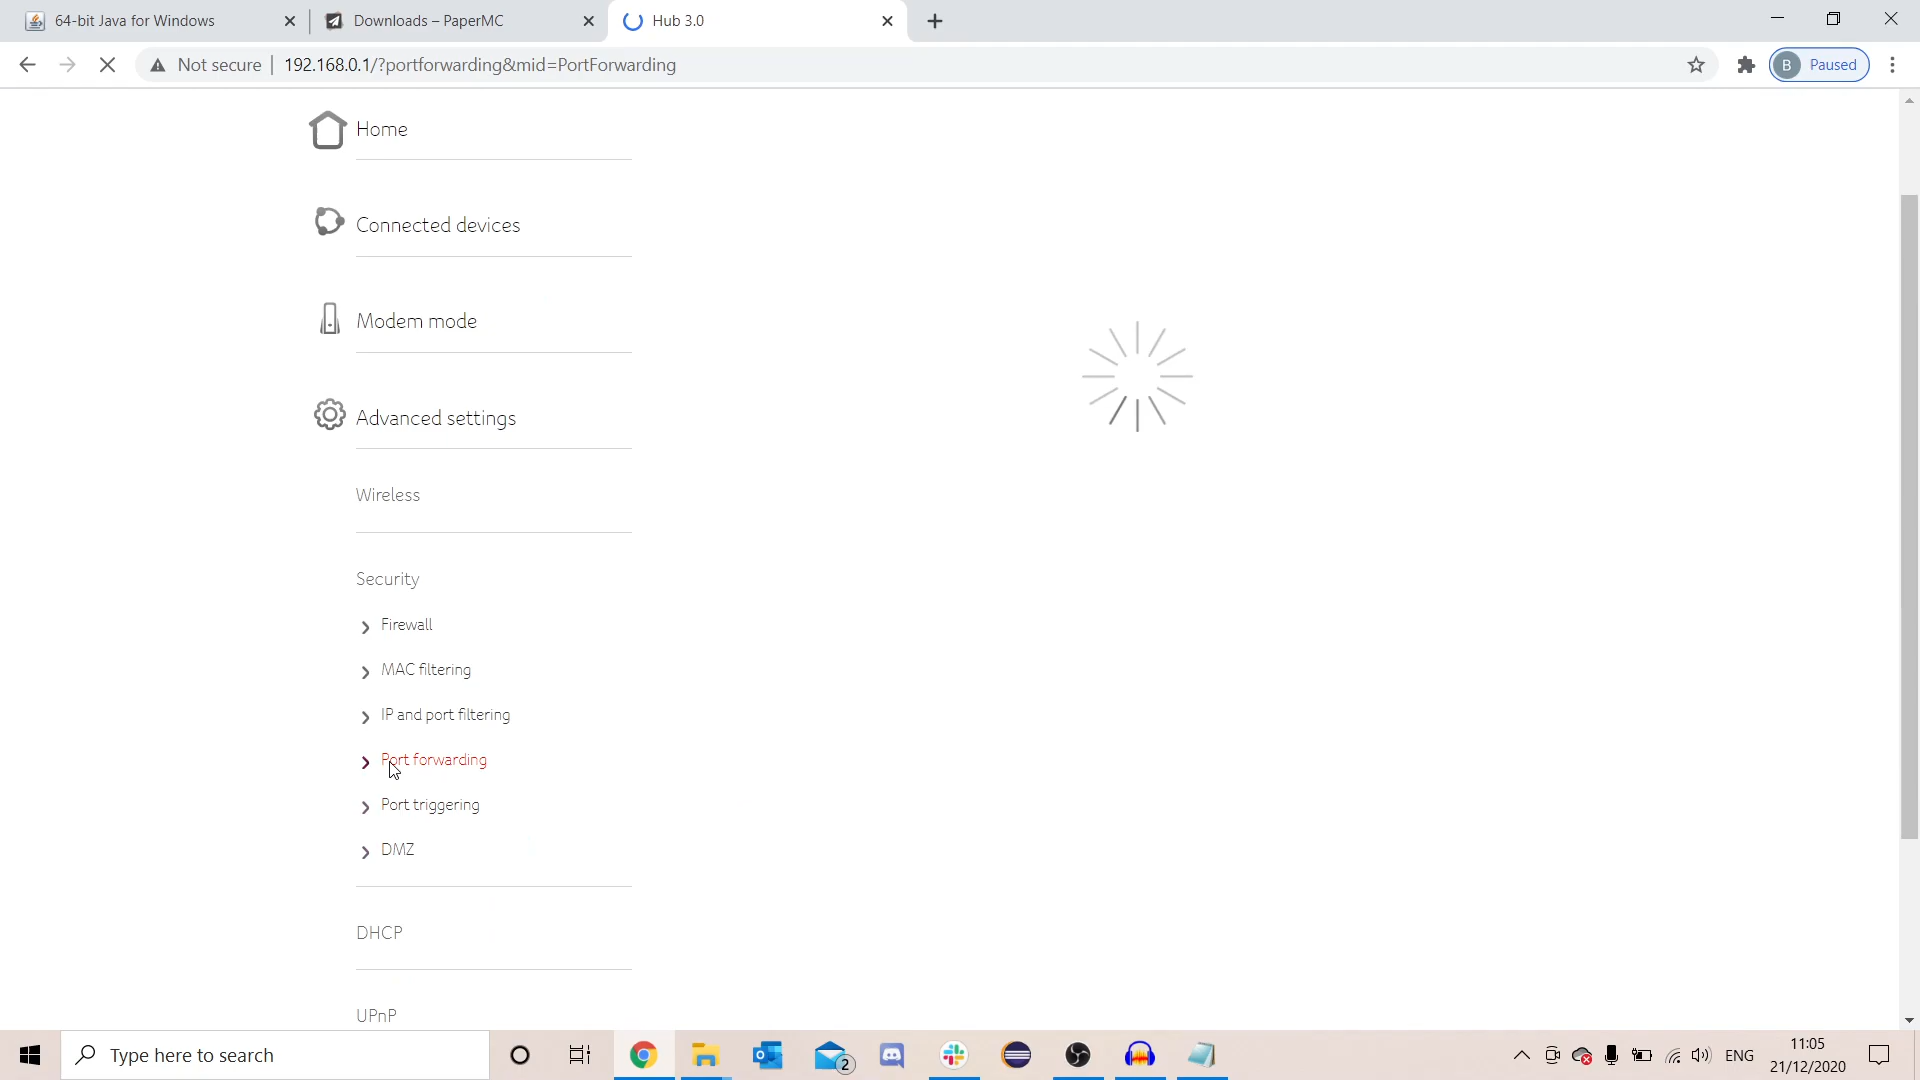 64-bit Java for Windows
Downloads – PaperMC
Hub 3.0
Not secure
192.168.0.1/?portforwarding&mid=PortForwarding
B
Paused
Home
Connected devices
Modem mode
Advanced settings
Wireless
Security
Firewall
MAC filtering
IP and port filtering
Port forwarding
Port triggering
DMZ
DHCP
UPnP
Type here to search
2
ENG
11:05
21/12/2020